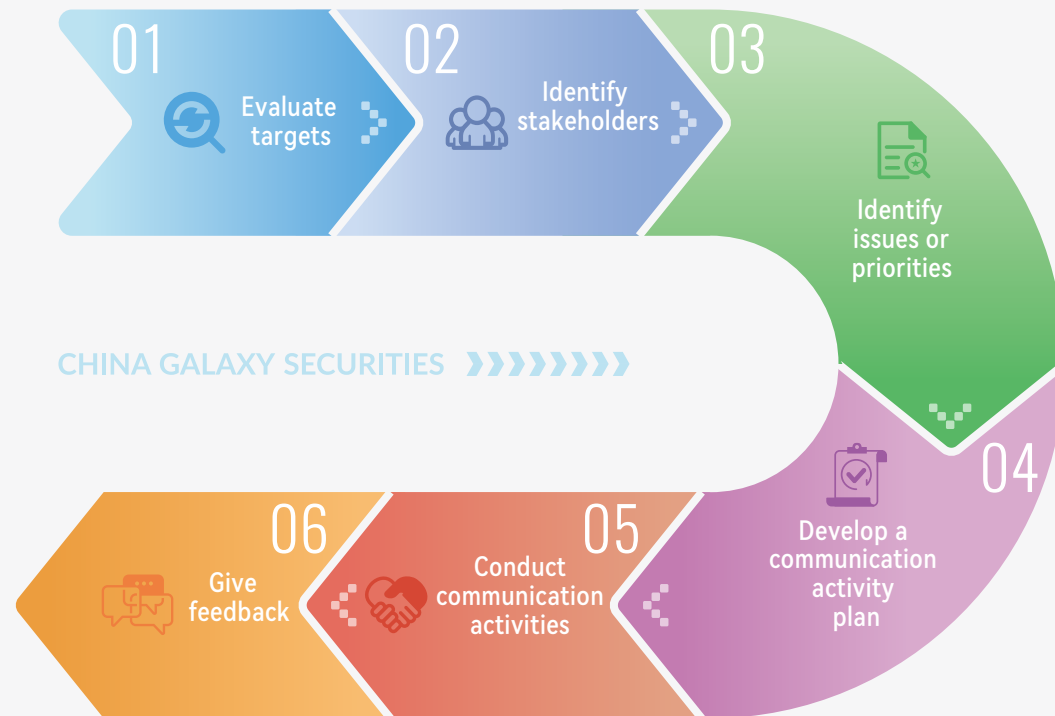 01
Evaluate
targets
02
Identify
stakeholders
03
Identify
issues or
priorities
CHINA GALAXY SECURITIES
04
Develop a
communication
activity
plan
05
Conduct
communication
activities
06
Give
feedback